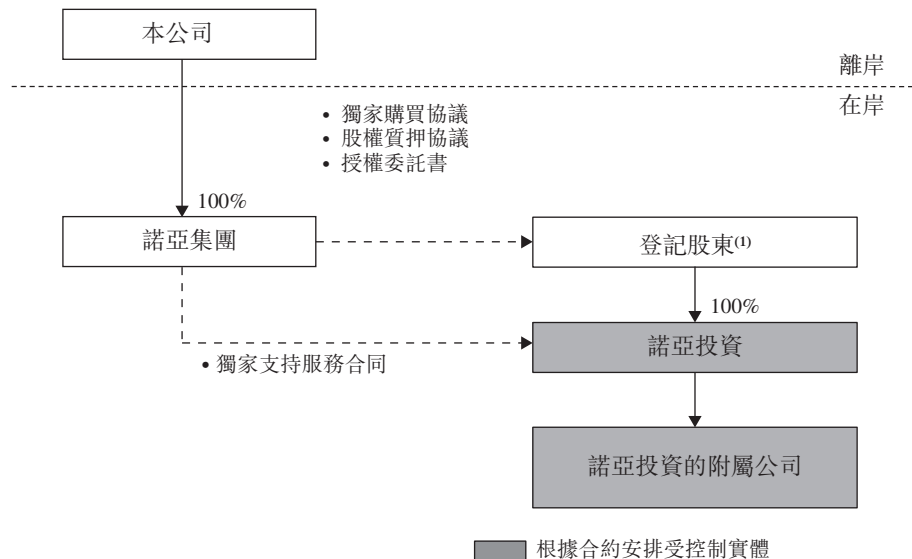 本公司
離岸
在岸
• 獨家購買協議
• 股權質押協議
• 授權委託書
100%
諾亞集團
登記股東(1)
100%
諾亞投資
• 獨家支持服務合同
諾亞投資的附屬公司
根據合約安排受控制實體